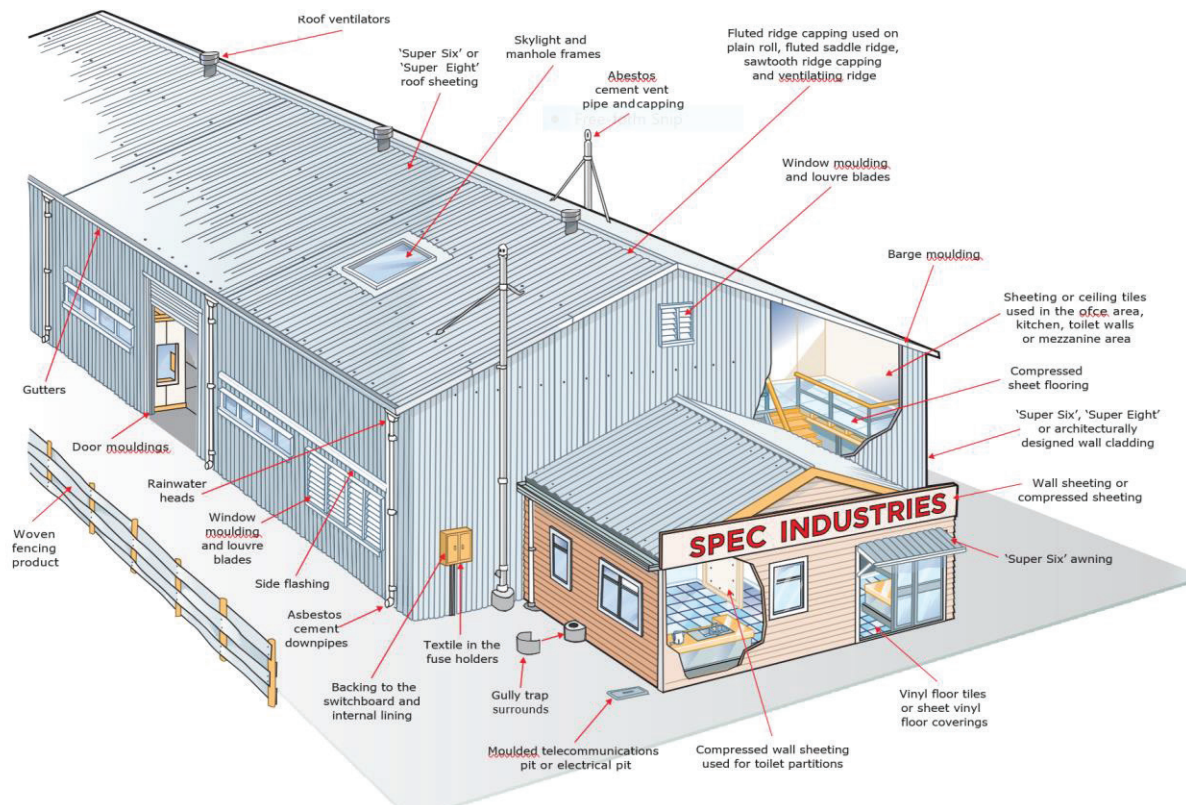 Roof ventilators
'Super Six' or
'Super Eight'
roof sheeting
Skylight and
manhole frames
Abestos
cement vent
pipe and capping
Fluted ridge capping used on
plain roll, fluted saddle ridge,
sawtooth ridge capping
and ventilatiing ridge
Free-form Snip
Window moulding
and louvre blades
Barge moulding
Sheeting or ceiling tiles
used in the ofce area,
kitchen, toilet walls
or mezzanine area
Compressed
sheet flooring
'Super Six', 'Super Eight'
or architecturally
designed wall cladding
Wall sheeting or
compressed sheeting
'Super Six' awning
SPEC INDUSTRIES
Gutters
Door mouldings
Rainwater
heads
Window
moulding
and louvre
blades
Woven
fencing
product
Side flashing
Asbestos
cement
downpipes
Textile in the
fuse holders
Backing to the
switchboard and
internal lining
Gully trap
surrounds
Moulded telecommunications
pit or electrical pit
Compressed wall sheeting
used for toilet partitions
Vinyl floor tiles
or sheet vinyl
floor coverings